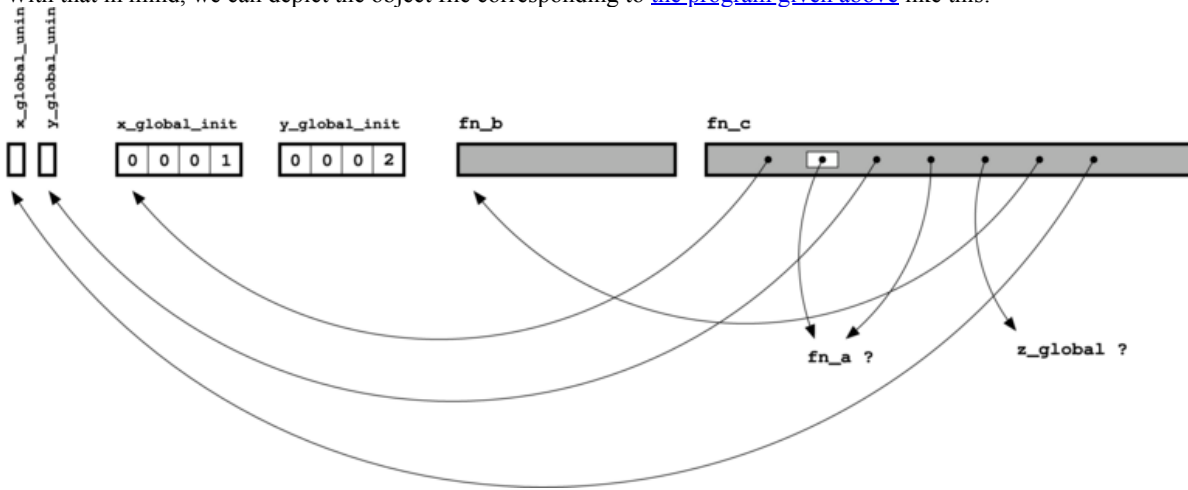 With that in mind, we can depict the object file corresponding to the program given above like this:
x_global_unin
y_global_unin
x_global_init
y_global_init
fn_b
fn_c
0 0 0 1
0 0 0 2
fn_a ?
z_global ?